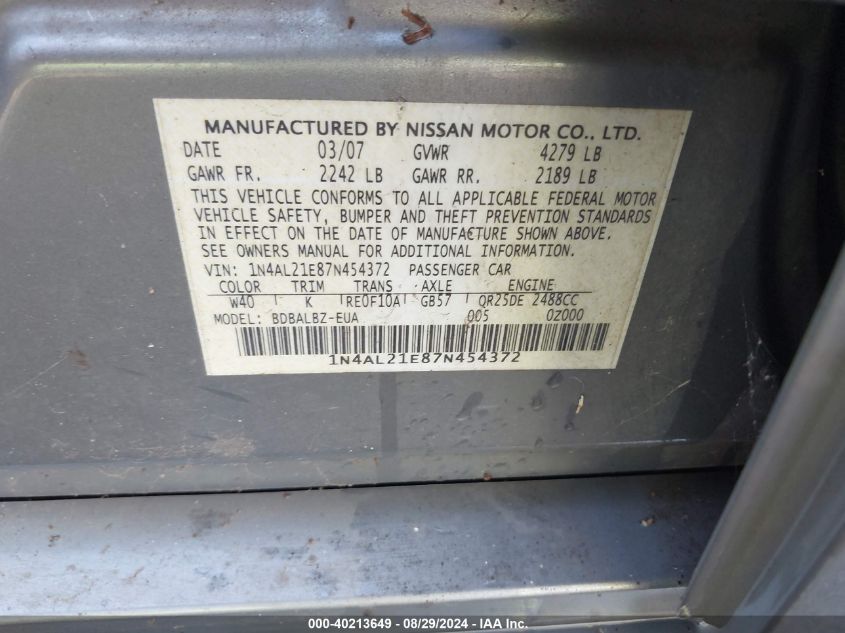 MANUFACTURED BY NISSAN MOTOR CO., LTD.
DATE 03/07 GVWR 4279 LB
GAWR FR. 2242 LB GAWR RR. 2189 LB
THIS VEHICLE CONFORMS TO ALL APPLICABLE FEDERAL MOTOR
VEHICLE SAFETY, BUMPER AND THEFT PREVENTION STANDARDS
IN EFFECT ON THE DATE OF MANUFACTURE SHOWN ABOVE.
SEE OWNERS MANUAL FOR ADDITIONAL INFORMATION.
VIN: 1N4AL21E87N454372 PASSENGER CAR
COLOR TRIM TRANS AXLE ENGINE
W40 K RE0F10A GB57 QR25DE 2488CC
MODEL: BDBALBZ-EUA 005 0Z000
1N4AL21E87N454372
000-40213649 - 08/29/2024 - IAA Inc.